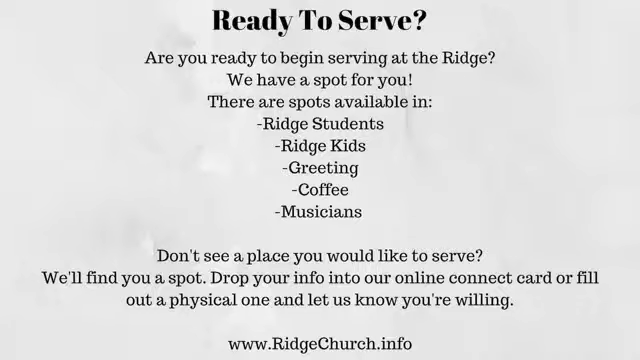 Ready To Serve?
Are you ready to begin serving at the Ridge?
We have a spot for you!
There are spots available in:
-Ridge Students
-Ridge Kids
-Greeting
-Coffee
-Musicians
Don't see a place you would like to serve?
We'll find you a spot. Drop your info into our online connect card or fill
out a physical one and let us know you're willing.
www.RidgeChurch.info